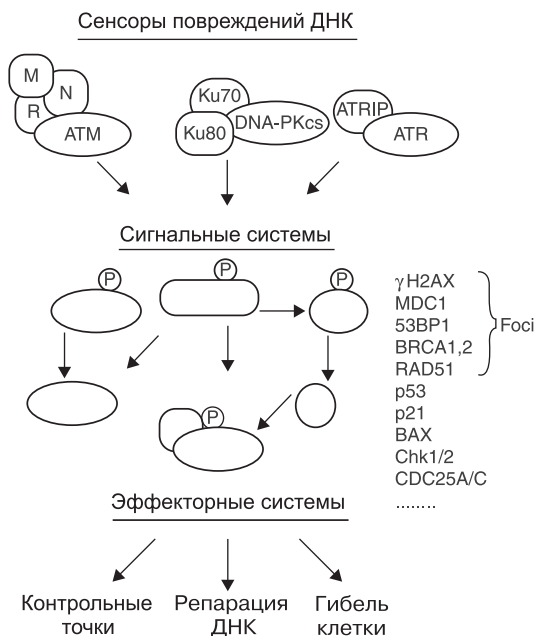 Сенсоры повреждений ДНК
M
N
R
ATM
Ku70
Ku80
DNA-PKcs
ATRIP
ATR
Сигнальные системы
P
P
P
P
γH2AX
MDC1
53BP1
BRCA1,2
RAD51
Foci
p53
p21
BAX
Chk1/2
CDC25A/C
........
Эффекторные системы
Контрольные
точки
Репарация
ДНК
Гибель
клетки